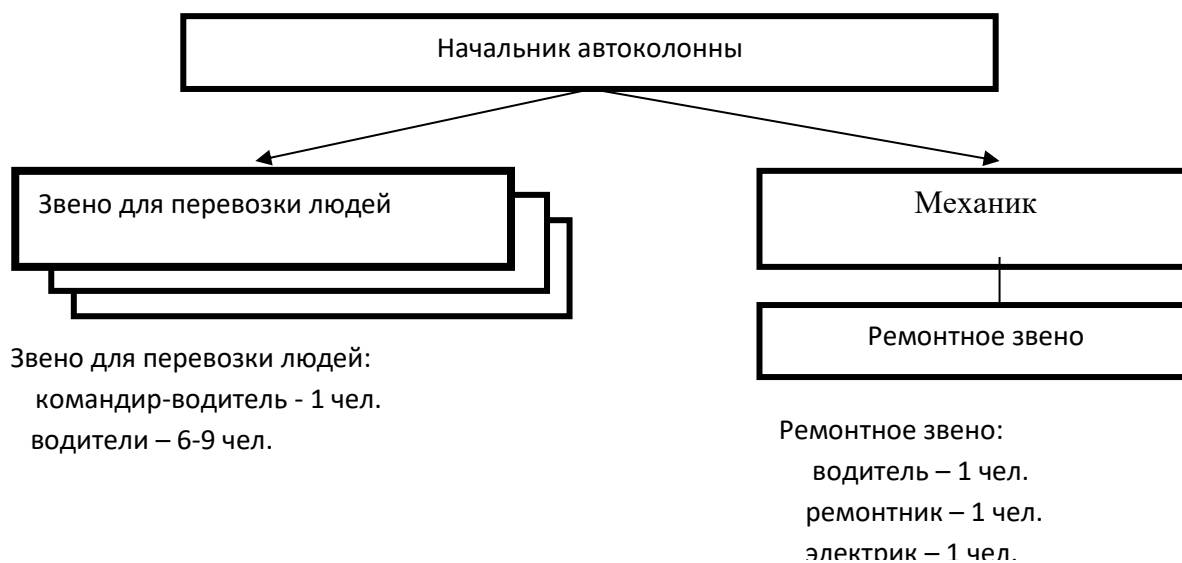 Начальник автоколонны
Звено для перевозки людей
Механик
Ремонтное звено
Звено для перевозки людей:
командир-водитель - 1 чел.
водители – 6-9 чел.
Ремонтное звено:
водитель – 1 чел.
ремонтник – 1 чел.
электрик – 1 чел.